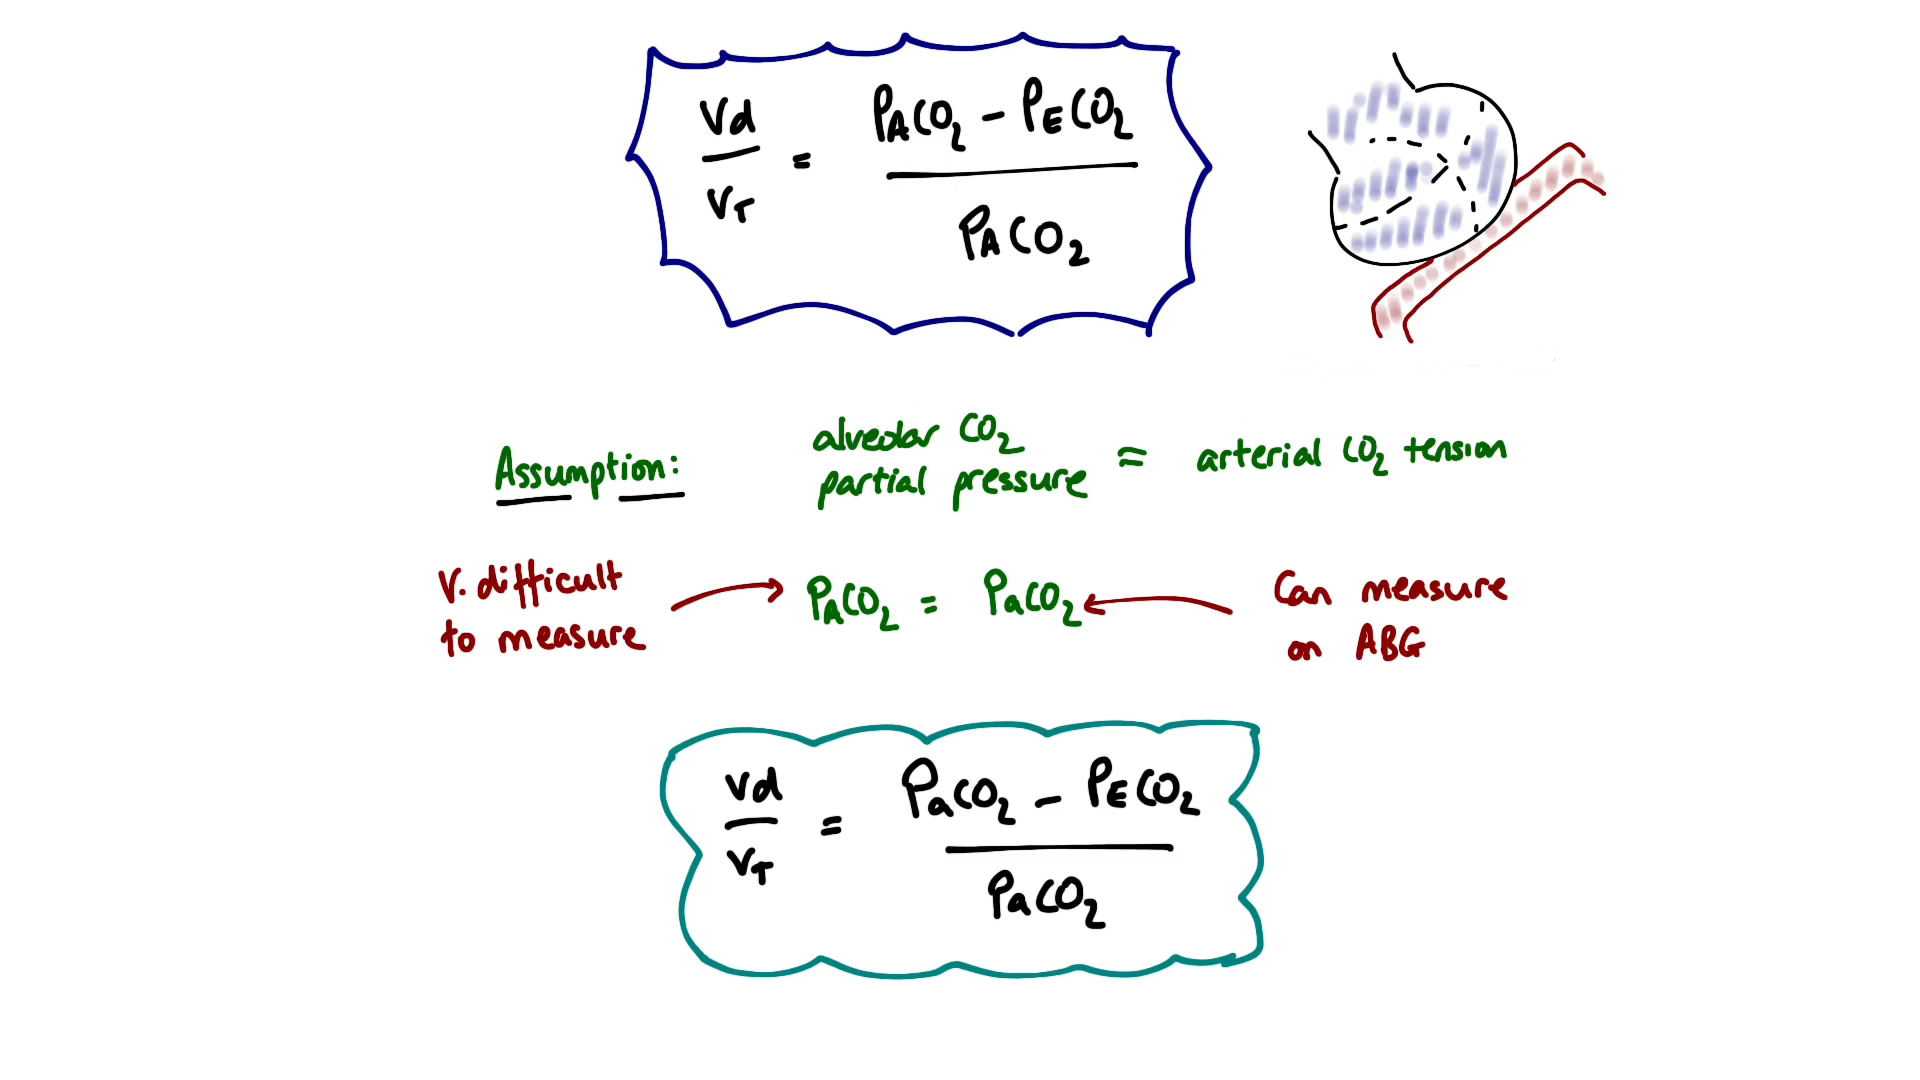 Vd/VT = PACO2 - PECO2 / PACO2
Assumption: alveolar CO2 partial pressure = arterial CO2 tension
V. difficult to measure → PACO2 = PaCO2 ← Can measure on ABG
Vd/VT = PaCO2 - PECO2 / PaCO2